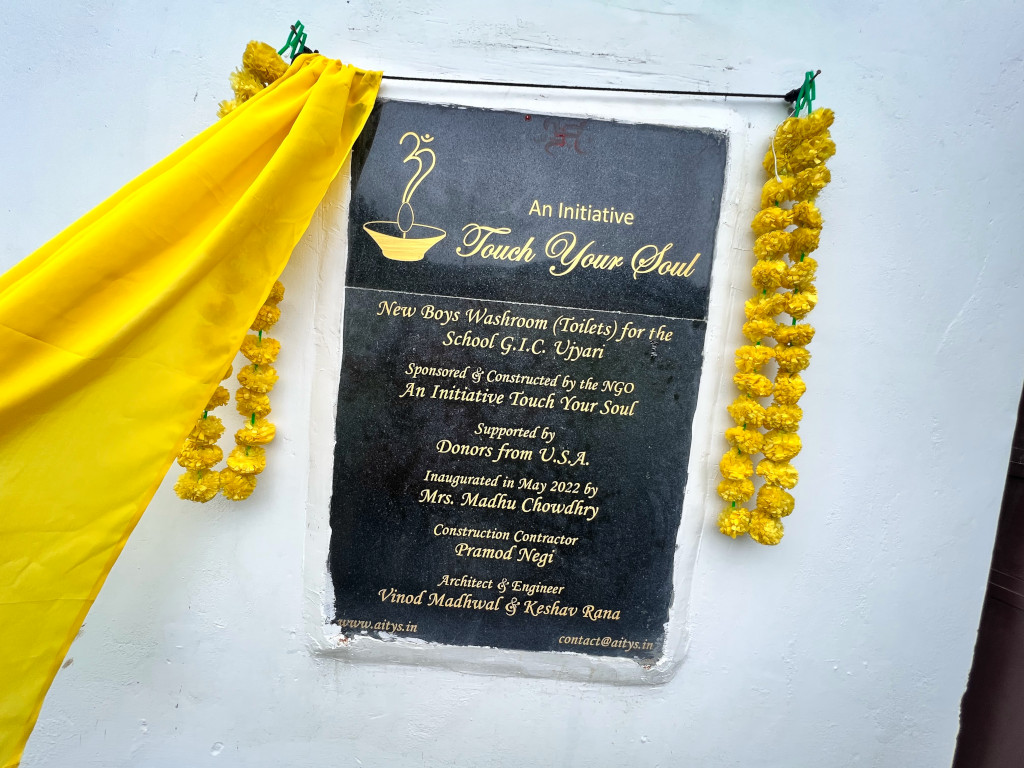 An Initiative
Touch Your Soul
New Boys Washroom (Toilets) for the
School G.I.C. Ujyari
Sponsored & Constructed by the NGO
An Initiative Touch Your Soul
Supported by
Donors from U.S.A.
Inaugurated in May 2022 by
Mrs. Madhu Chowdhry
Construction Contractor
Pramod Negi
Architect & Engineer
Vinod Madhwal & Keshav Rana
www.aitys.in
contact@aitys.in